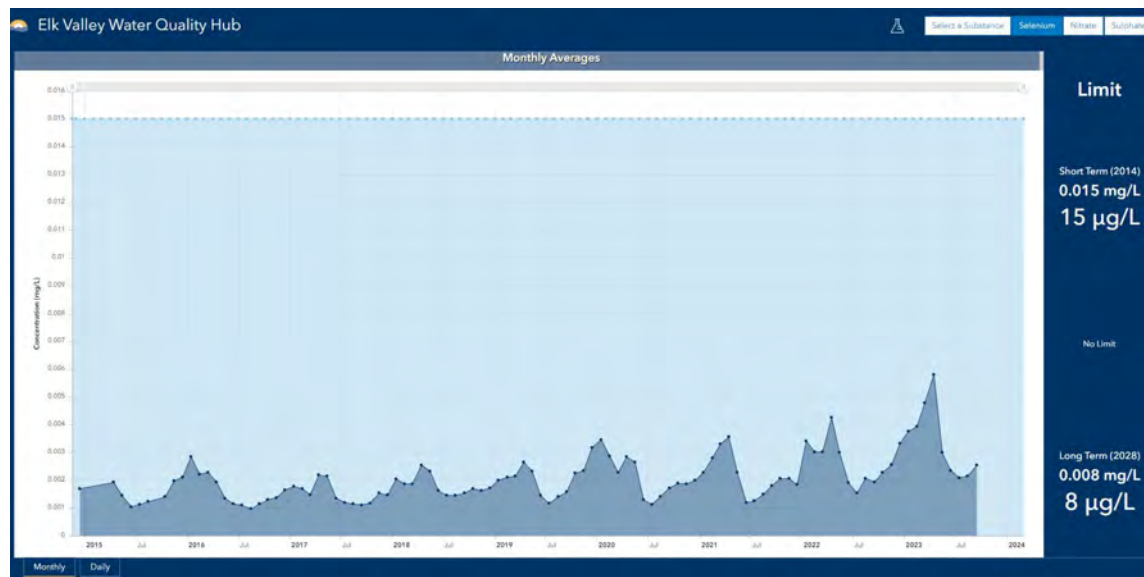 Elk Valley Water Quality Hub
Select a Substance
Selenium
Nitrate
Sulphate
Monthly Averages
Limit
0.016
0.015
0.014
0.013
0.012
0.011
0.01
0.009
0.008
0.007
0.006
0.005
0.004
0.003
0.002
0.001
0
Concentration (mg/L)
2015
Jul
2016
Jul
2017
Jul
2018
Jul
2019
Jul
2020
Jul
2021
Jul
2022
Jul
2023
Jul
2024
Short Term (2014)
0.015 mg/L
15 µg/L
No Limit
Long Term (2028)
0.008 mg/L
8 µg/L
Monthly
Daily